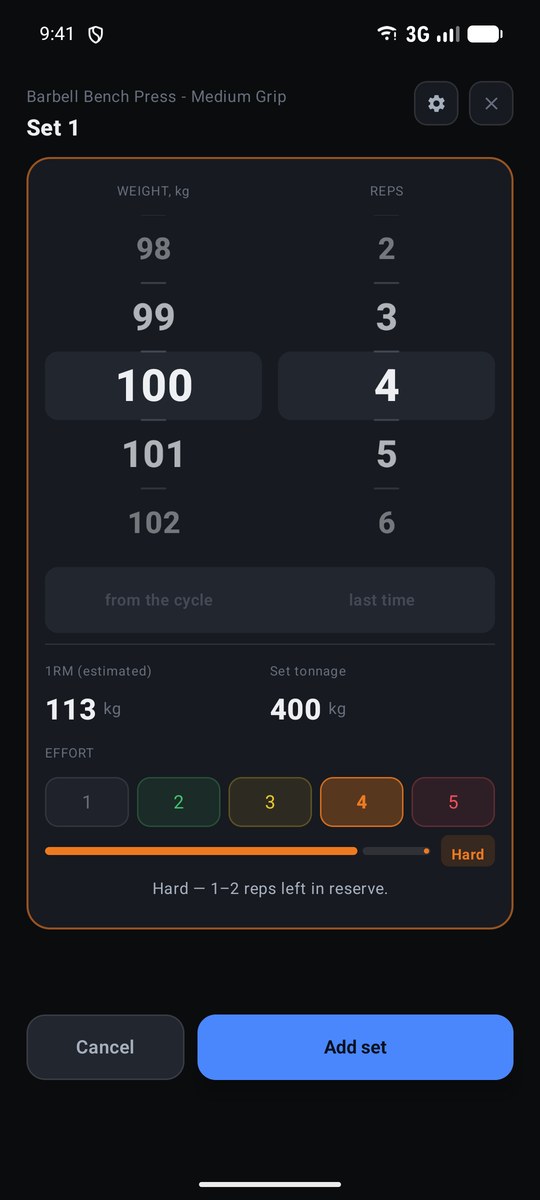 9:41
3G
Barbell Bench Press - Medium Grip
Set 1
WEIGHT, kg
REPS
98
2
99
3
100
4
101
5
102
6
from the cycle
last time
1RM (estimated)
Set tonnage
113 kg
400 kg
EFFORT
1
2
3
4
5
Hard
Hard — 1–2 reps left in reserve.
Cancel
Add set